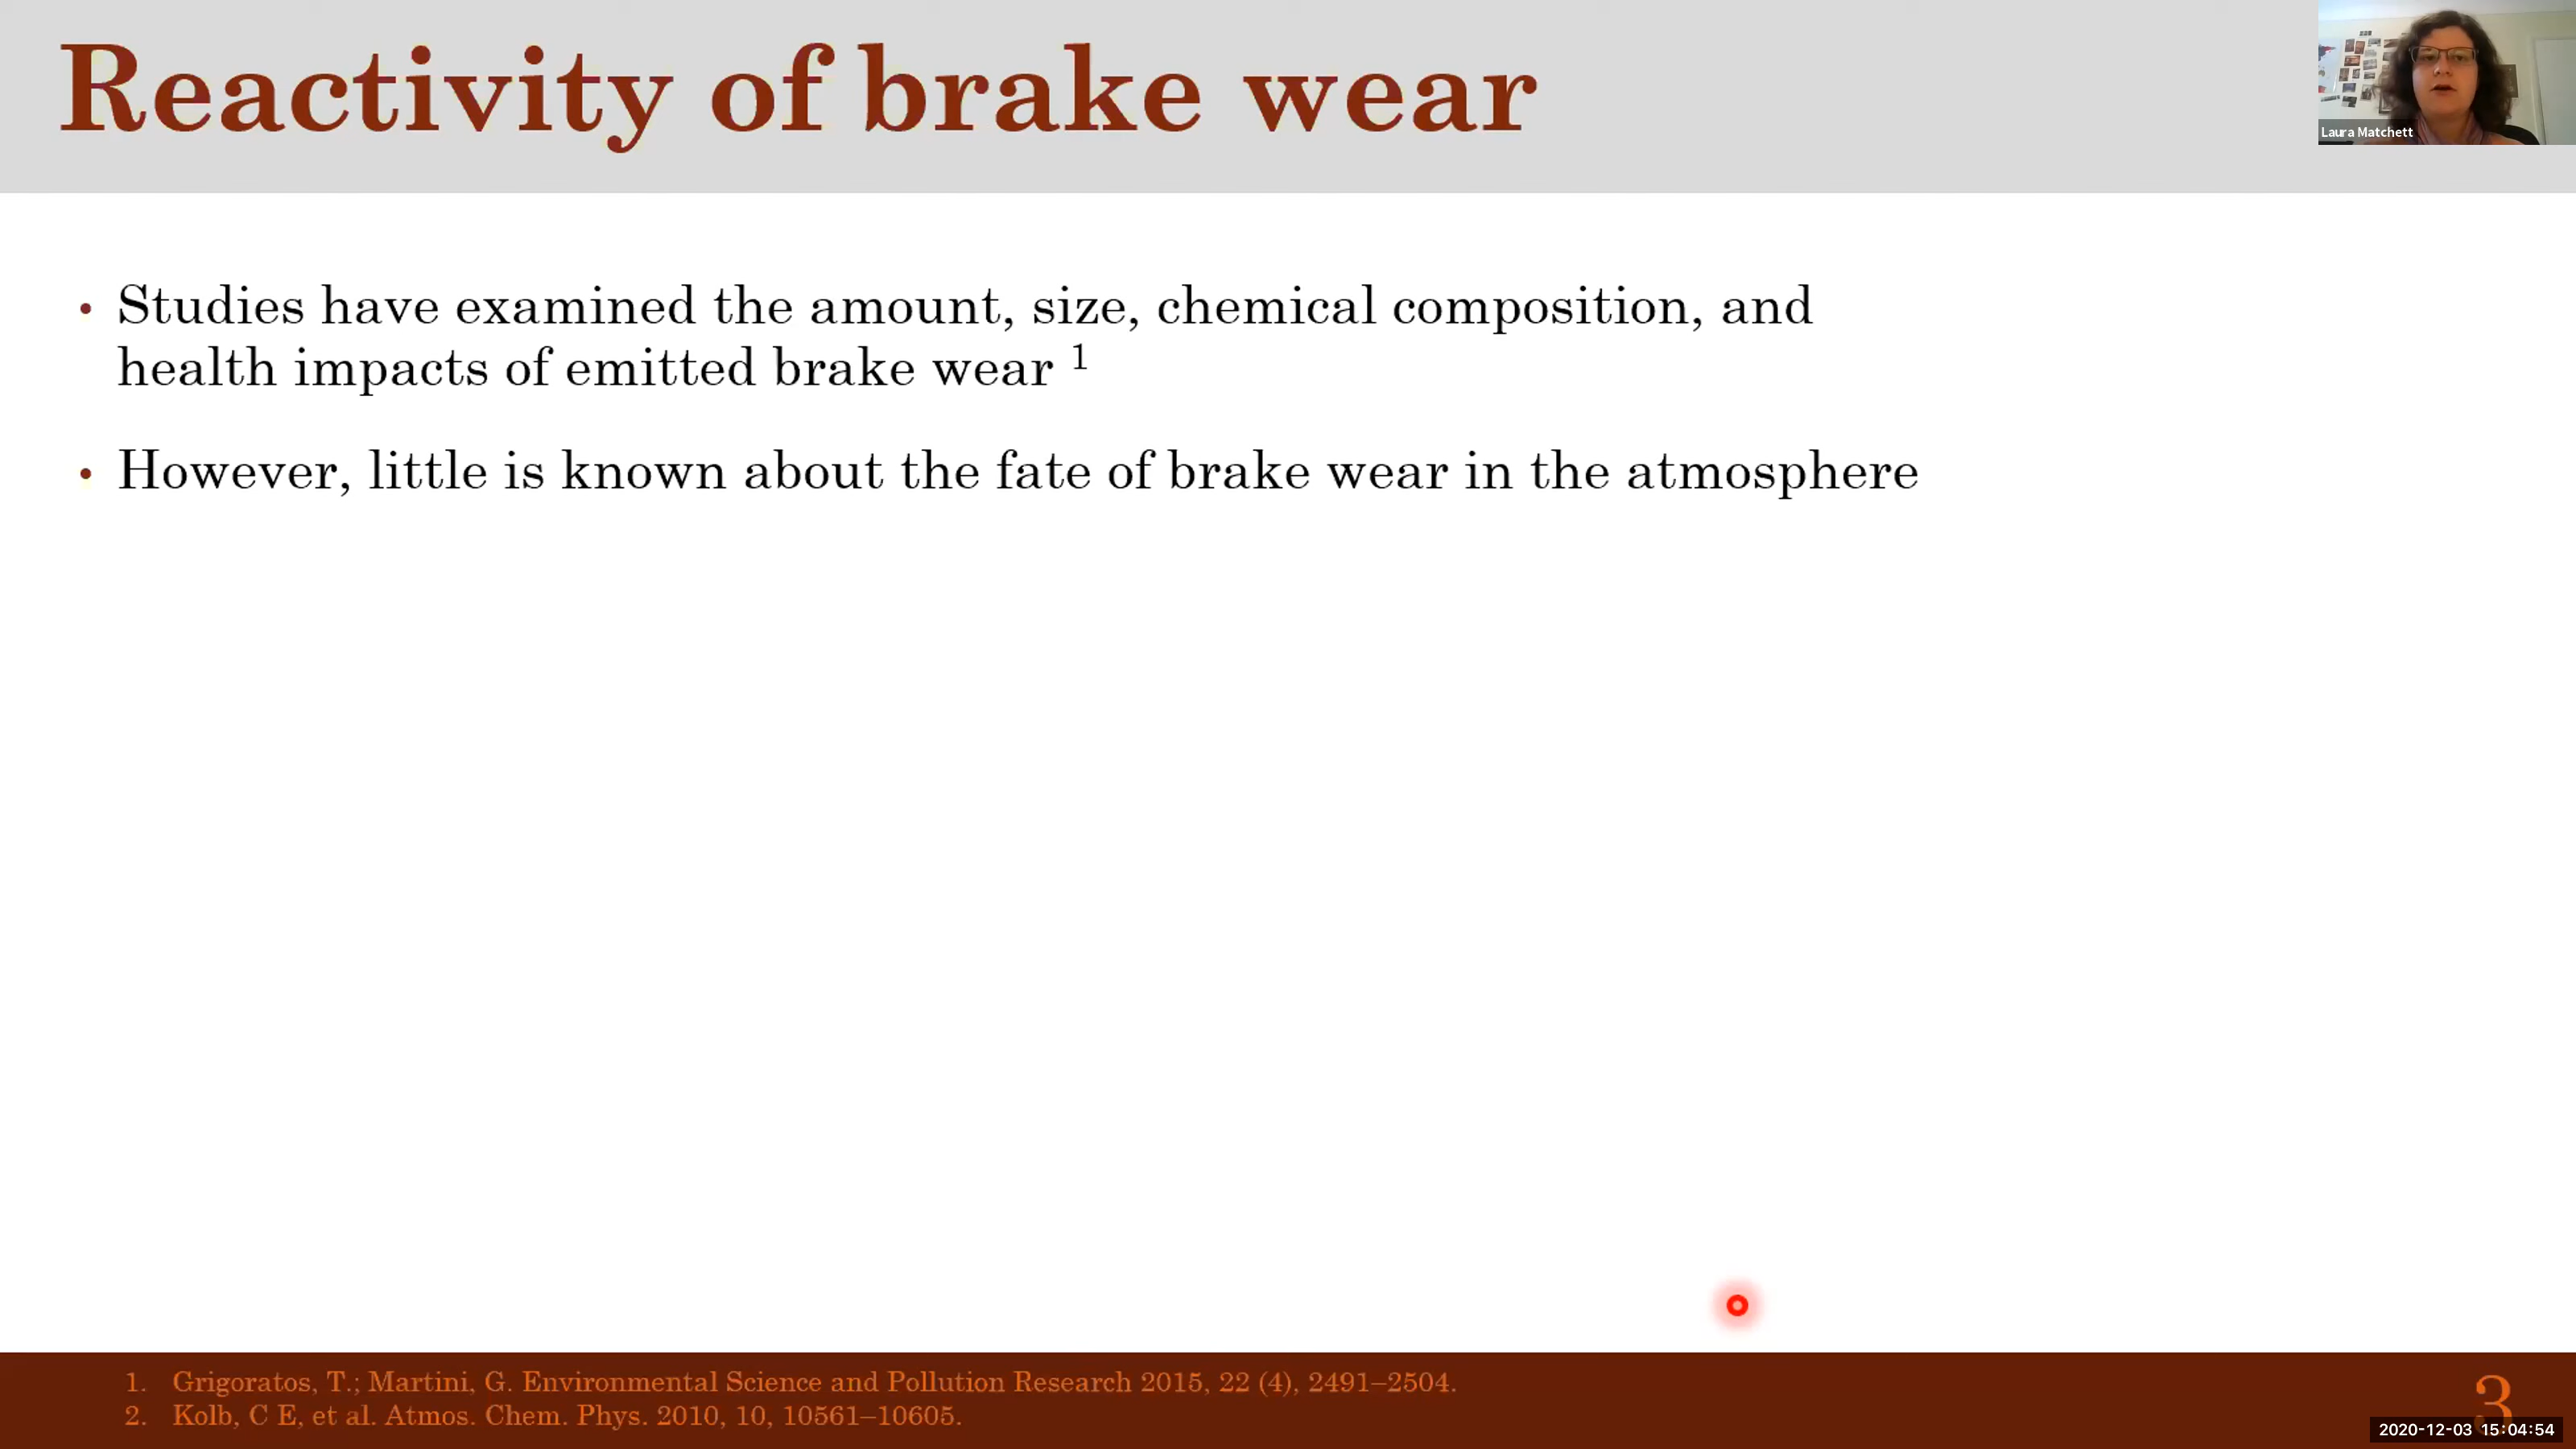 Reactivity of brake wear
Laura Matchett
• Studies have examined the amount, size, chemical composition, and
health impacts of emitted brake wear 1
• However, little is known about the fate of brake wear in the atmosphere
1. Grigoratos, T.; Martini, G. Environmental Science and Pollution Research 2015, 22 (4), 2491–2504.
2. Kolb, C E, et al. Atmos. Chem. Phys. 2010, 10, 10561–10605.
3
2020-12-03 15:04:54